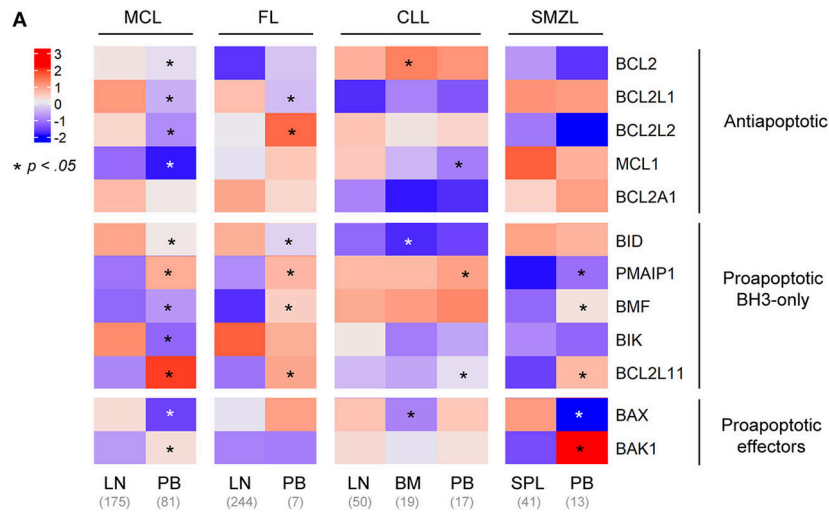 A
MCL FL CLL SMZL
3
2
1
0
-1
-2
* p < .05
BCL2
BCL2L1
BCL2L2
MCL1
BCL2A1
Antiapoptotic
BID
PMAIP1
BMF
BIK
BCL2L11
Proapoptotic
BH3-only
BAX
BAK1
Proapoptotic
effectors
LN PB LN PB LN BM PB SPL PB
(175) (81) (244) (7) (50) (19) (17) (41) (13)